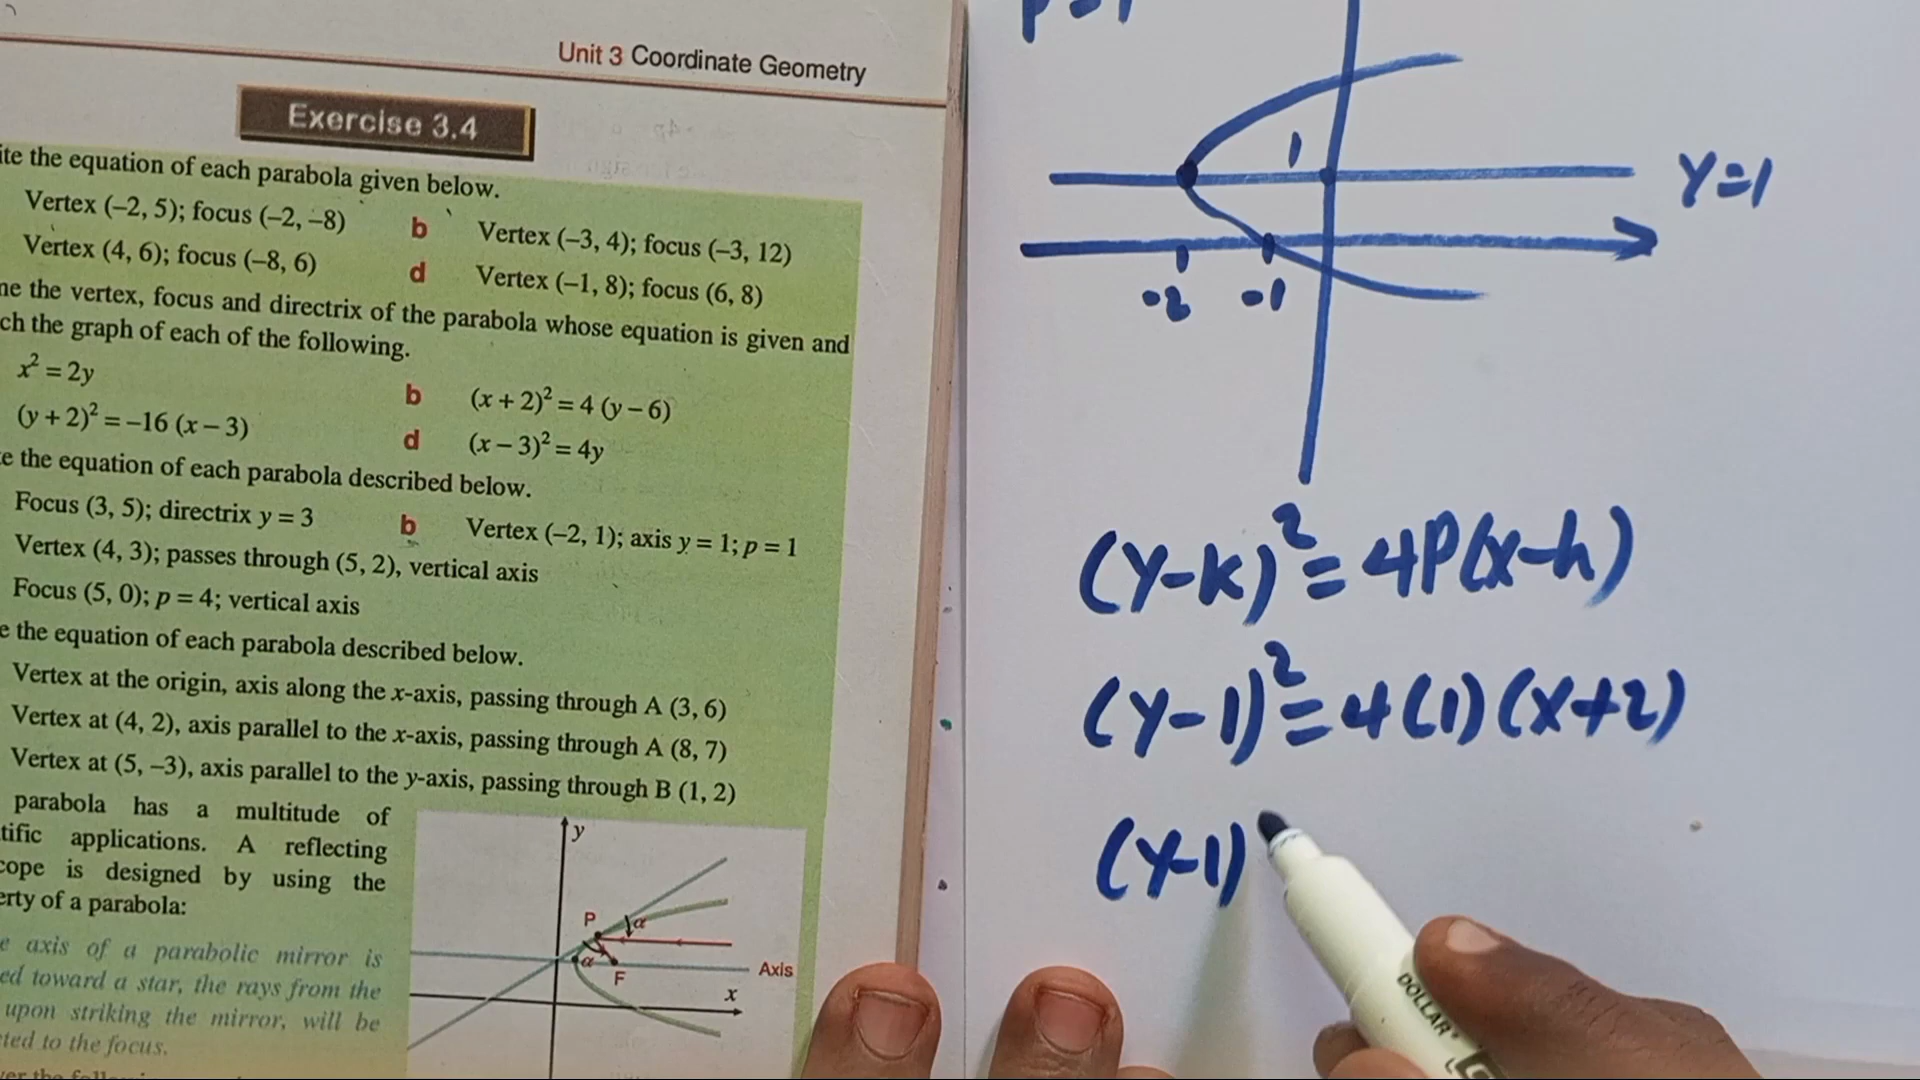 Unit 3 Coordinate Geometry
Exercise 3.4
the equation of each parabola given below.
Vertex (–2, 5); focus (–2, –8)
b Vertex (–3, 4); focus (–3, 12)
Vertex (4, 6); focus (–8, 6)
d Vertex (–1, 8); focus (6, 8)
the vertex, focus and directrix of the parabola whose equation is given and
the graph of each of the following.
x² = 2y
b (x + 2)² = 4 (y – 6)
(y + 2)² = –16 (x – 3)
d (x – 3)² = 4y
the equation of each parabola described below.
Focus (3, 5); directrix y = 3
b Vertex (–2, 1); axis y = 1; p = 1
Vertex (4, 3); passes through (5, 2), vertical axis
Focus (5, 0); p = 4; vertical axis
the equation of each parabola described below.
Vertex at the origin, axis along the x-axis, passing through A (3, 6)
Vertex at (4, 2), axis parallel to the x-axis, passing through A (8, 7)
Vertex at (5, –3), axis parallel to the y-axis, passing through B (1, 2)
parabola has a multitude of
applications. A reflecting
is designed by using the
of a parabola:
axis of a parabolic mirror is
toward a star, the rays from the
upon striking the mirror, will be
to the focus.
y
P
α
α
F
Axis
x
1
Y=1
-2 -1
(Y-K)²=4P(x-h)
(Y-1)²=4(1)(x+2)
(Y-1)
DOLLAR